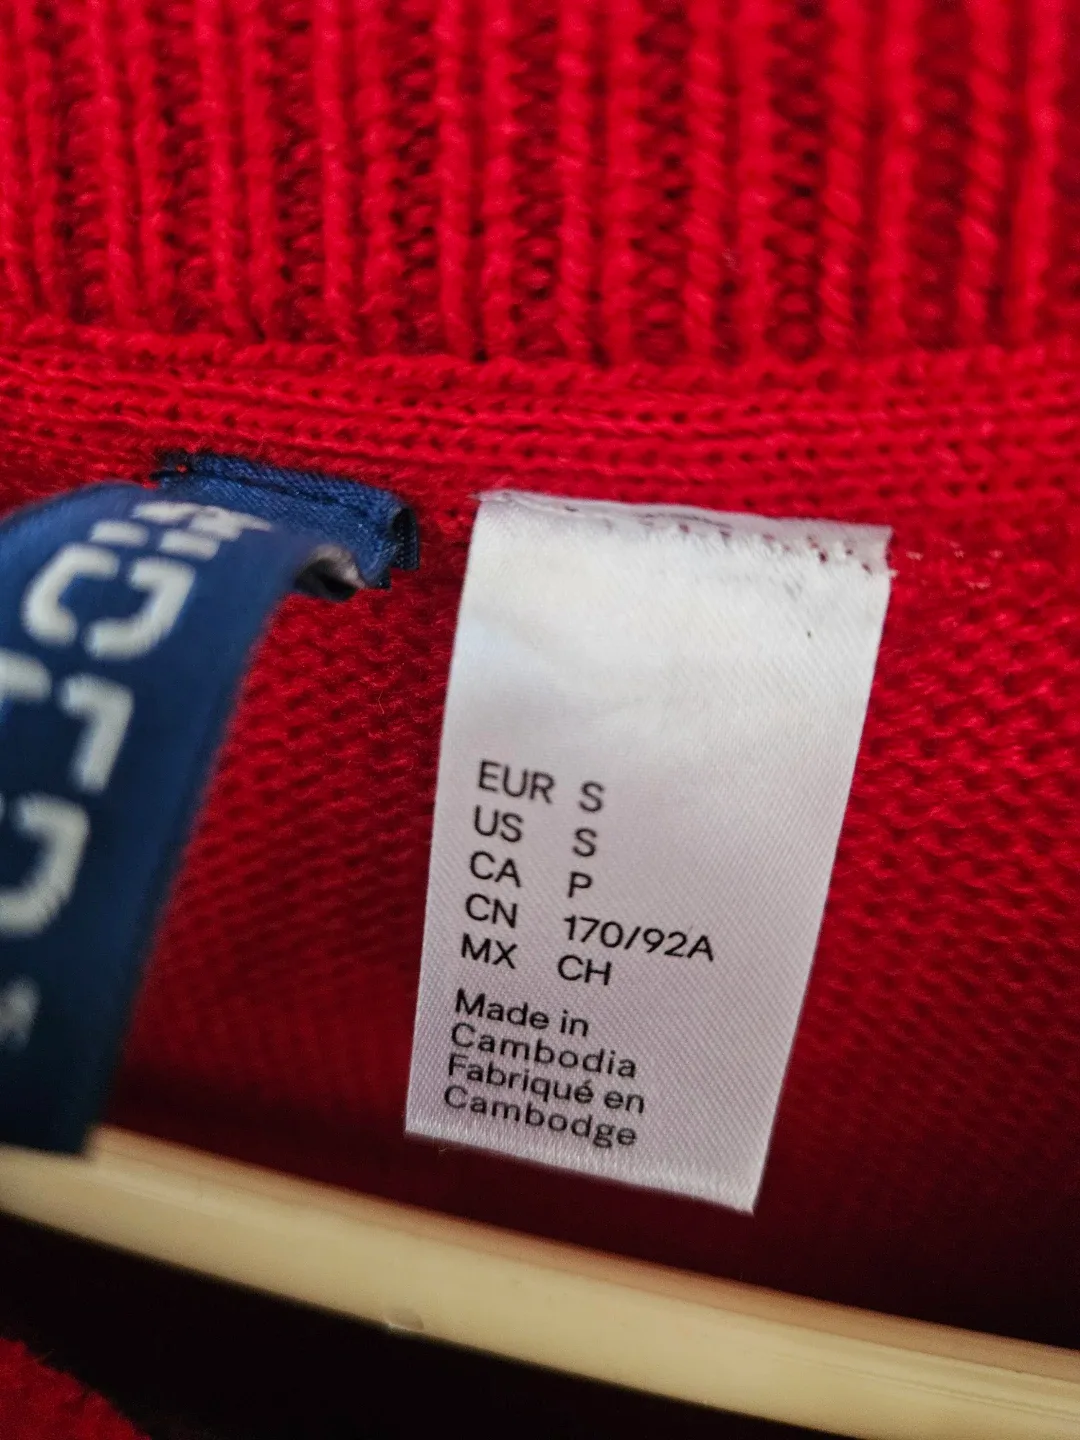 EUR S
US S
CA P
CN 170/92A
MX CH
Made in
Cambodia
Fabriqué en
Cambodge